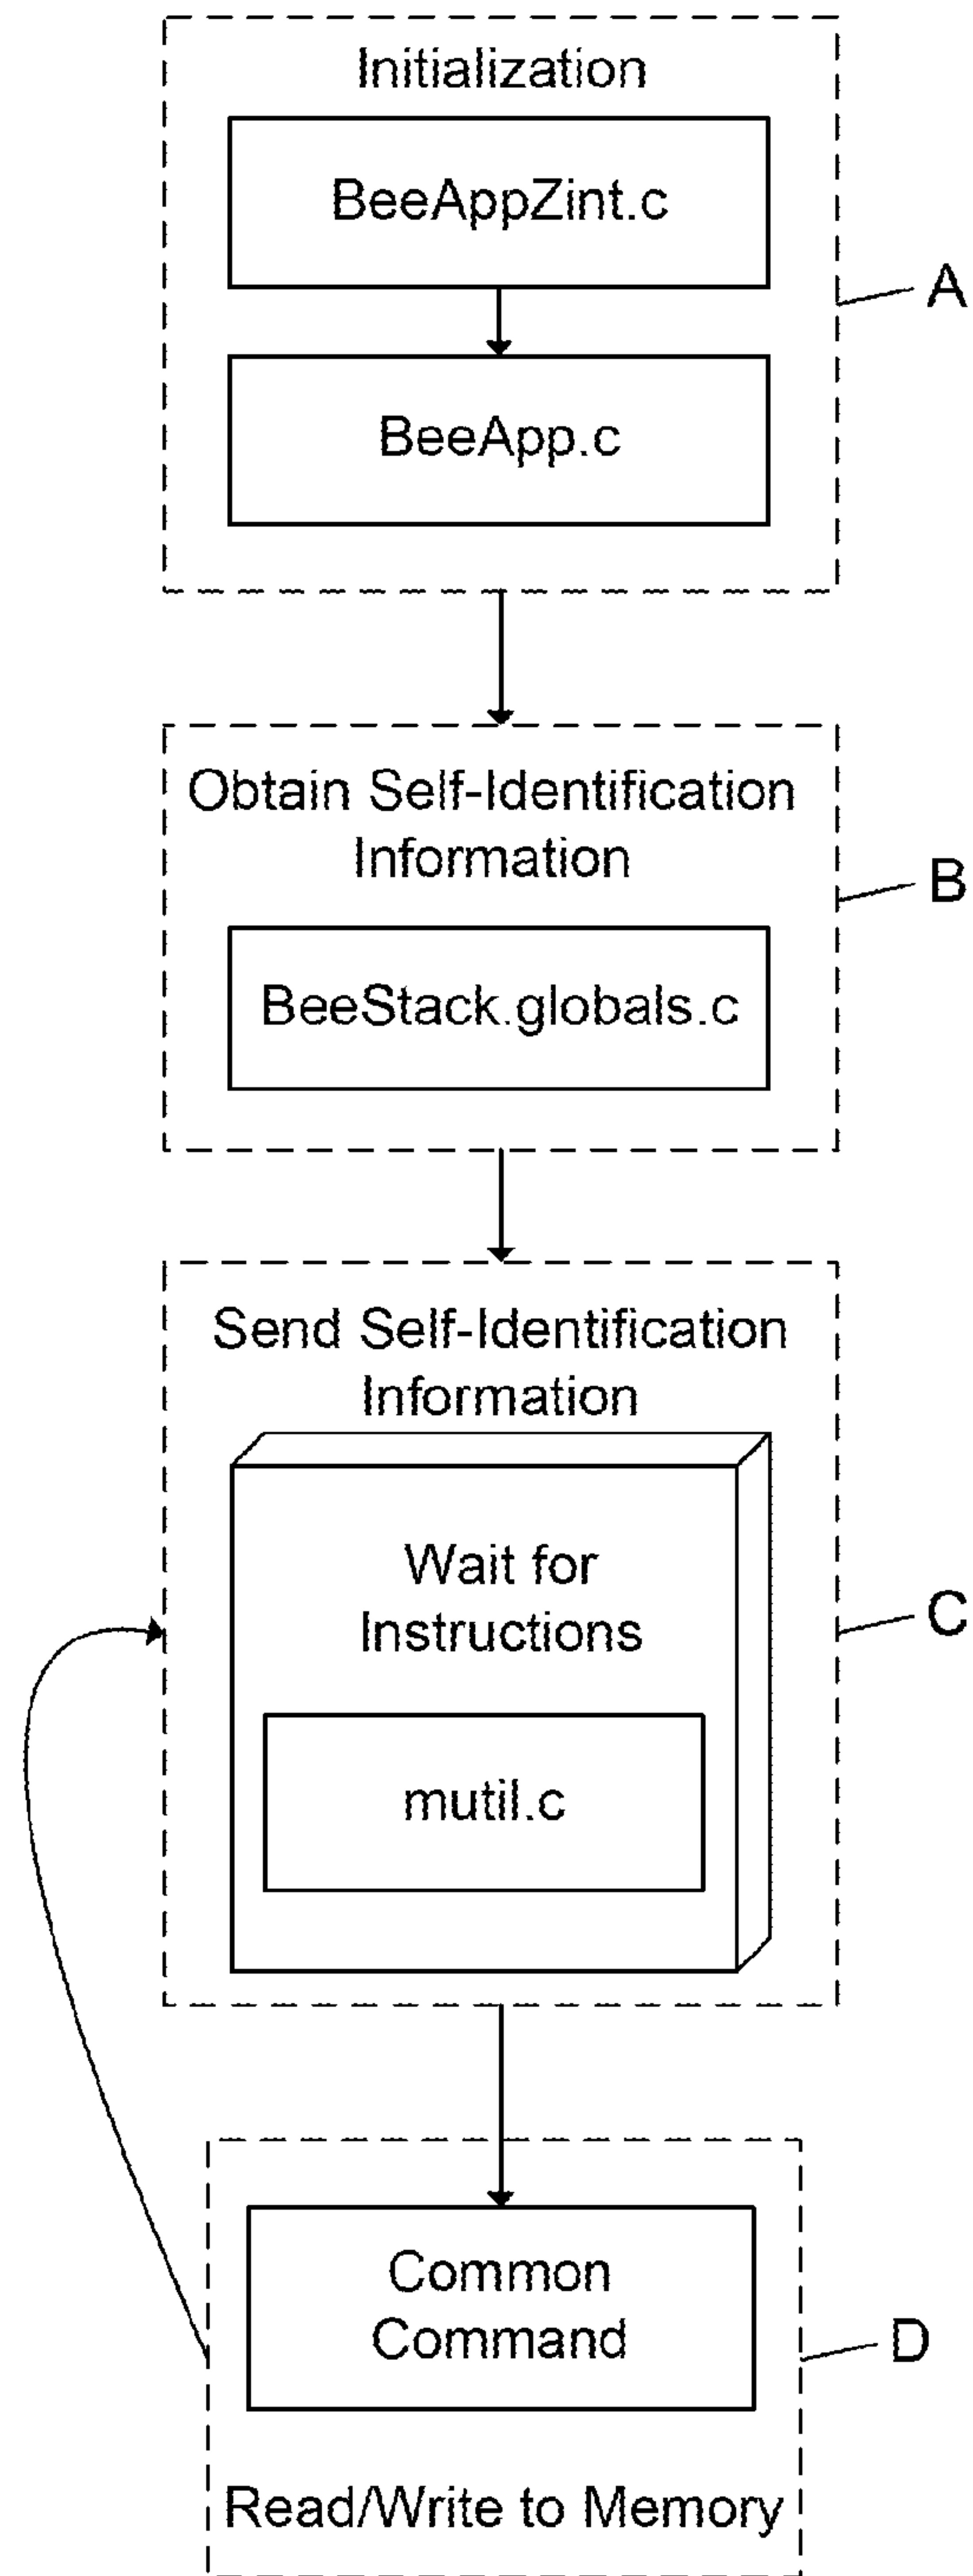 Initialization
BeeAppZint.c
A
BeeApp.c
Obtain Self-Identification
Information
B
BeeStack.globals.c
Send Self-Identification
Information
Wait for
Instructions
C
mutil.c
Common
Command
D
Read/Write to Memory